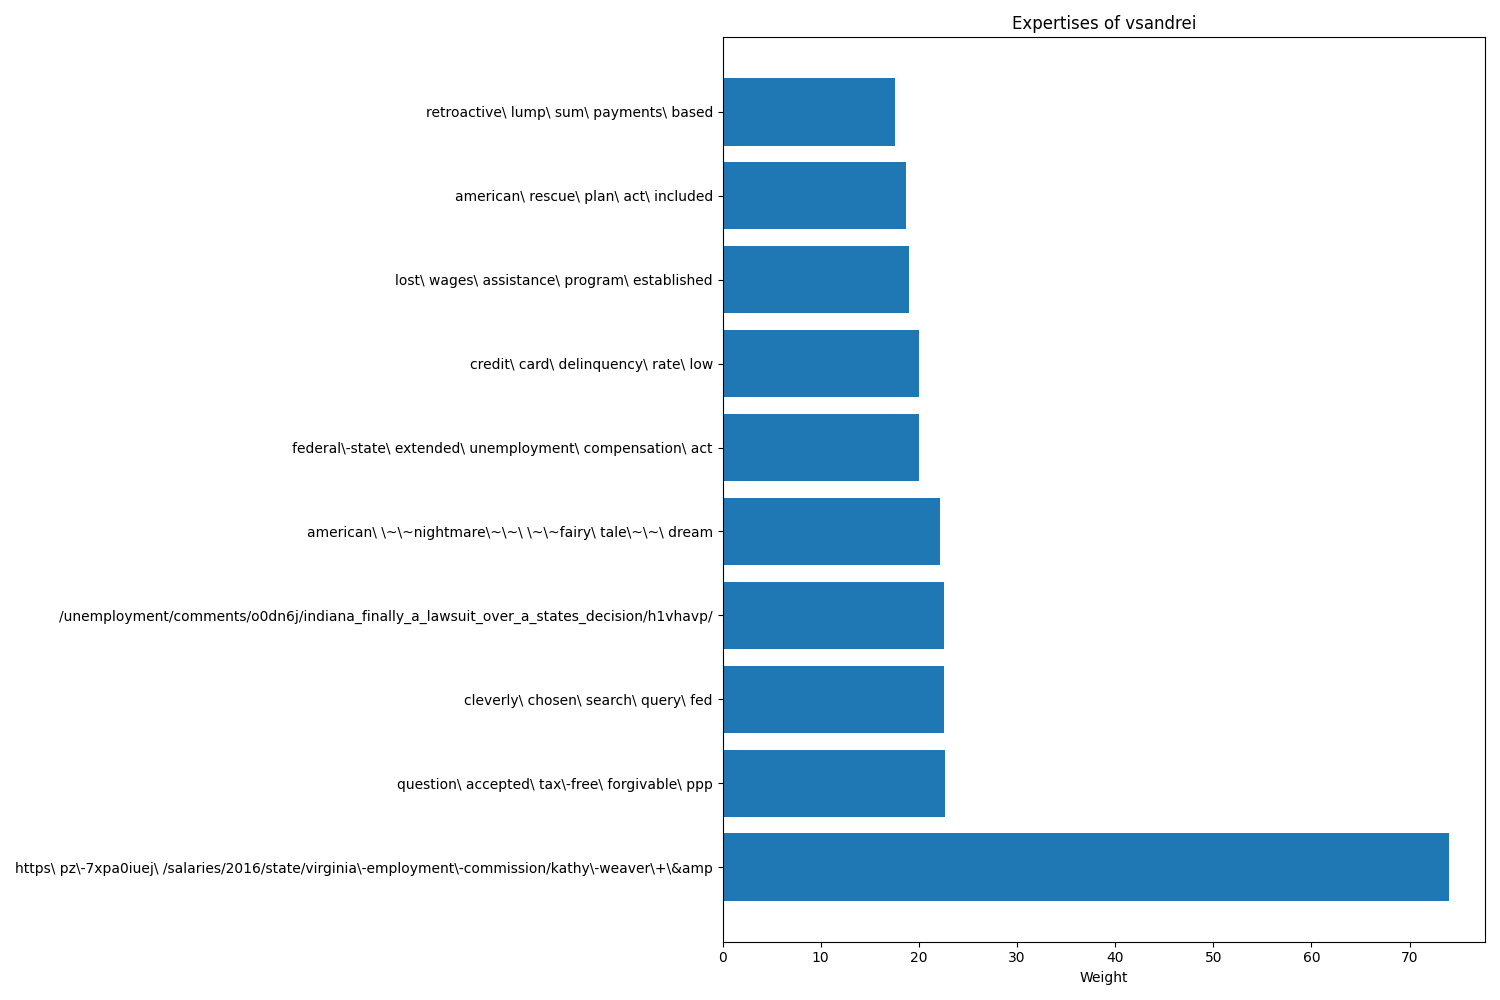 Expertises of vsandrei
retroactive\ lump\ sum\ payments\ based
american\ rescue\ plan\ act\ included
lost\ wages\ assistance\ program\ established
credit\ card\ delinquency\ rate\ low
federal\-state\ extended\ unemployment\ compensation\ act
american\ \~\~nightmare\~\~\ \~\~fairy\ tale\~\~\ dream
/unemployment/comments/o0dn6j/indiana_finally_a_lawsuit_over_a_states_decision/h1vhavp/
cleverly\ chosen\ search\ query\ fed
question\ accepted\ tax\-free\ forgivable\ ppp
https\ pz\-7xpa0iuej\ /salaries/2016/state/virginia\-employment\-commission/kathy\-weaver\+\&amp
0 10 20 30 40 50 60 70
Weight